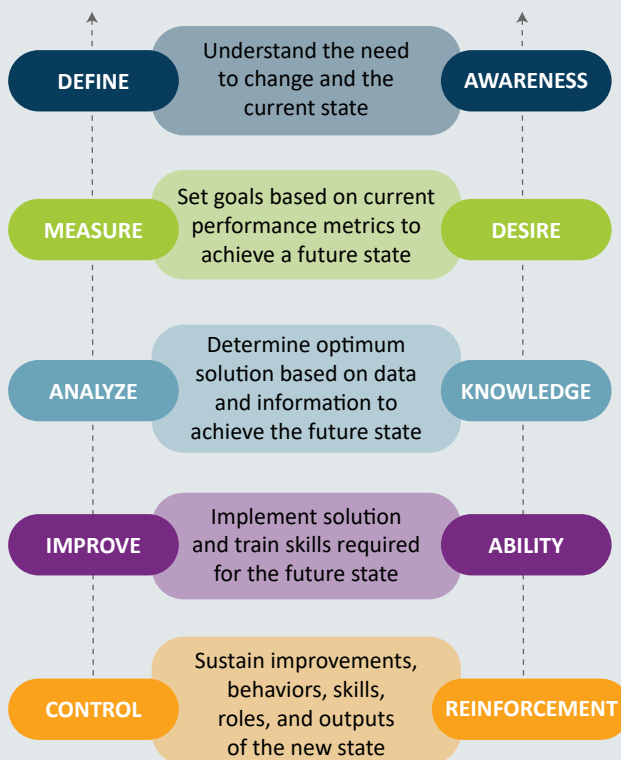 DEFINE
Understand the need
to change and the
current state
AWARENESS
MEASURE
Set goals based on current
performance metrics to
achieve a future state
DESIRE
ANALYZE
Determine optimum
solution based on data
and information to
achieve the future state
KNOWLEDGE
IMPROVE
Implement solution
and train skills required
for the future state
ABILITY
CONTROL
Sustain improvements,
behaviors, skills,
roles, and outputs
of the new state
REINFORCEMENT